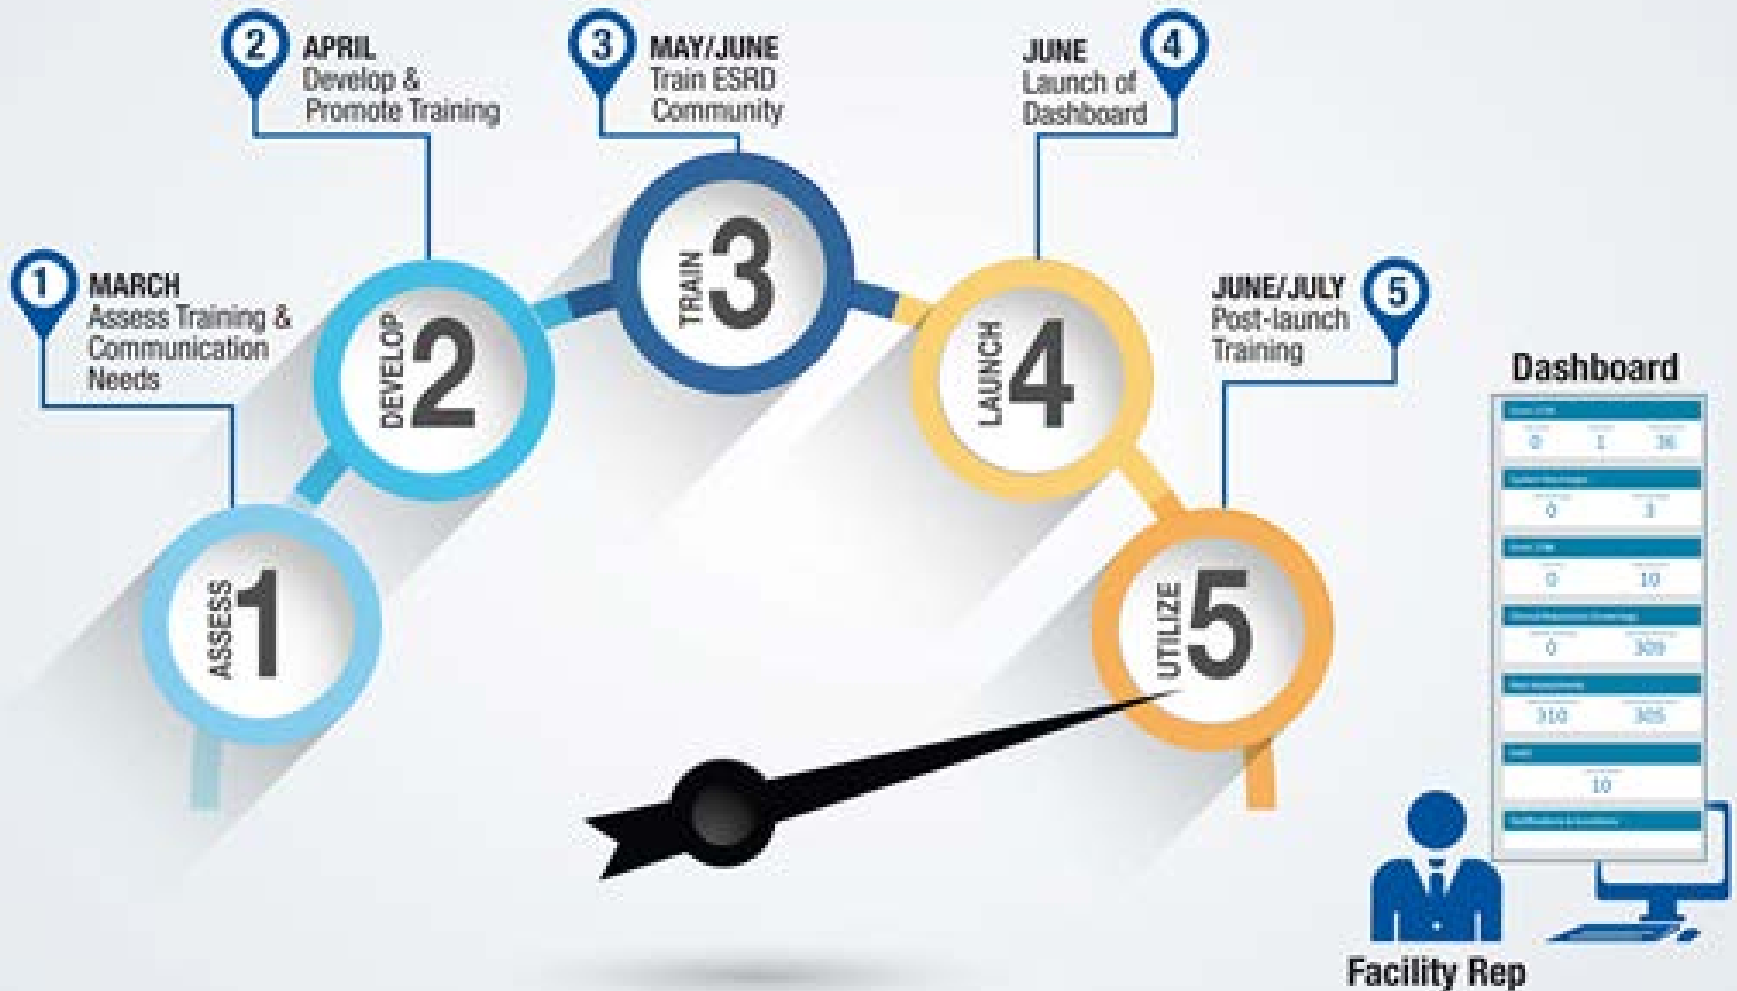 2
APRIL
Develop &
Promote Training
3
MAY/JUNE
Train ESRD
Community
JUNE
Launch of
Dashboard
4
1
MARCH
Assess Training &
Communication
Needs
JUNE/JULY
Post-launch
Training
5
ASSESS 1
DEVELOP 2
TRAIN 3
LAUNCH 4
UTILIZE 5
Dashboard
0 1 36
0 3
0 10
0 309
310 305
10
Facility Rep